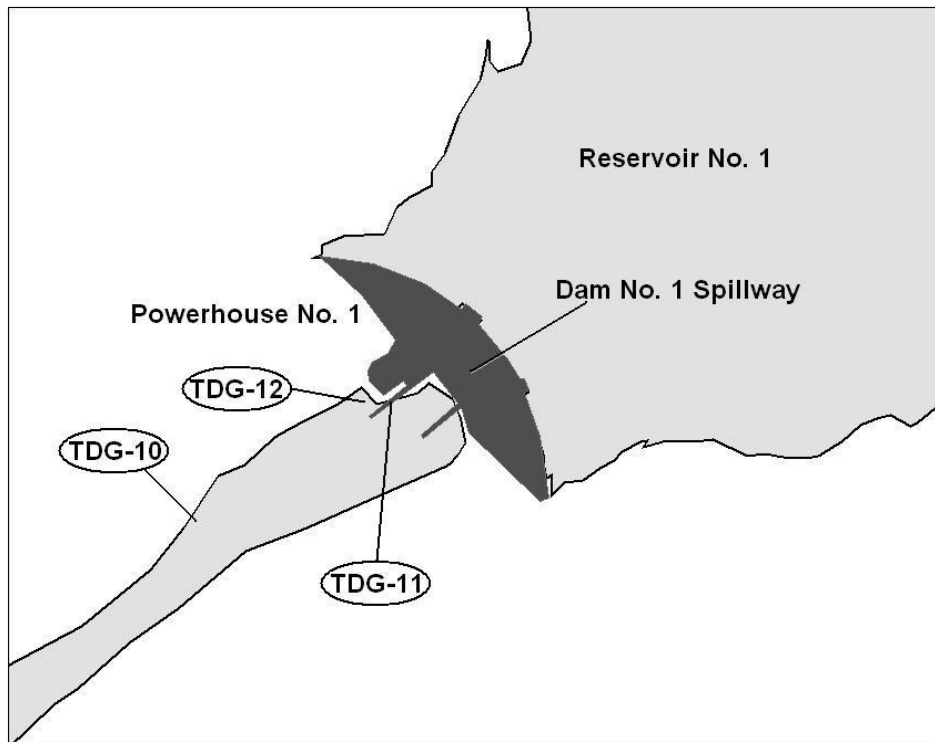 Reservoir No. 1
Dam No. 1 Spillway
Powerhouse No. 1
TDG-12
TDG-10
TDG-11